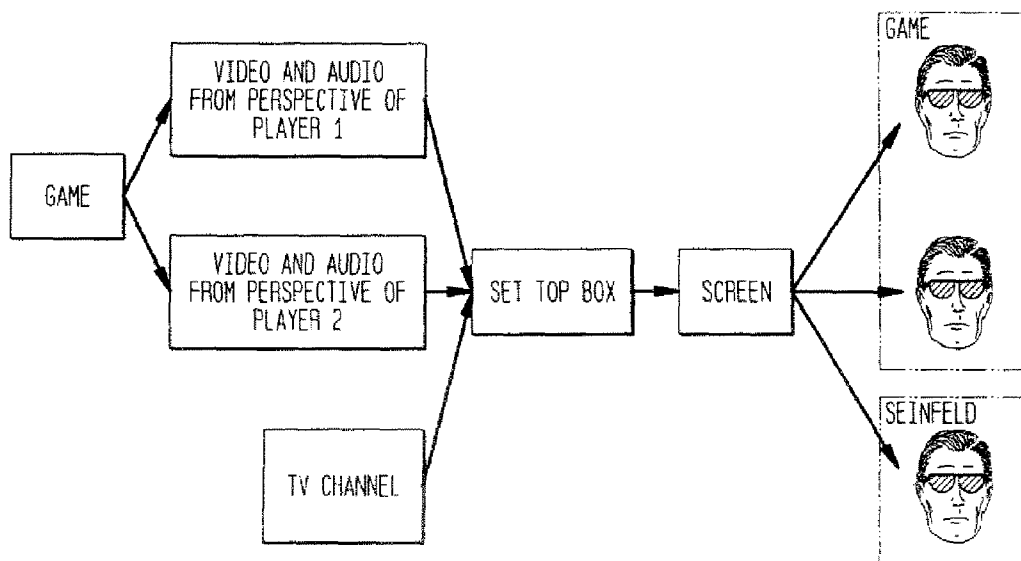 GAME
VIDEO AND AUDIO
FROM PERSPECTIVE OF
PLAYER 1
GAME
VIDEO AND AUDIO
FROM PERSPECTIVE OF
PLAYER 2
SET TOP BOX
SCREEN
SEINFELD
TV CHANNEL